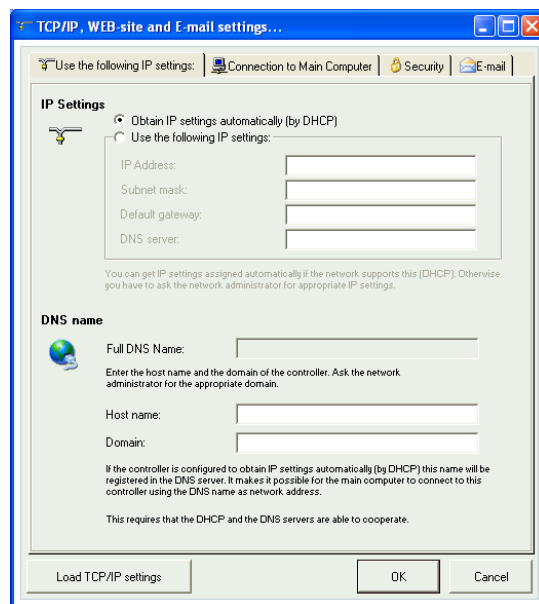 TCP/IP, WEB-site and E-mail settings...
Use the following IP settings: Connection to Main Computer Security E-mail
IP Settings
Obtain IP settings automatically (by DHCP)
Use the following IP settings:
IP Address:
Subnet mask:
Default gateway:
DNS server:
You can get IP settings assigned automatically if the network supports this (DHCP). Otherwise
you have to ask the network administrator for appropriate IP settings.
DNS name
Full DNS Name:
Enter the host name and the domain of the controller. Ask the network
administrator for the appropriate domain.
Host name:
Domain:
If the controller is configured to obtain IP settings automatically (by DHCP) this name will be
registered in the DNS server. It makes it possible for the main computer to connect to this
controller using the DNS name as network address.
This requires that the DHCP and the DNS servers are able to cooperate.
Load TCP/IP settings OK Cancel